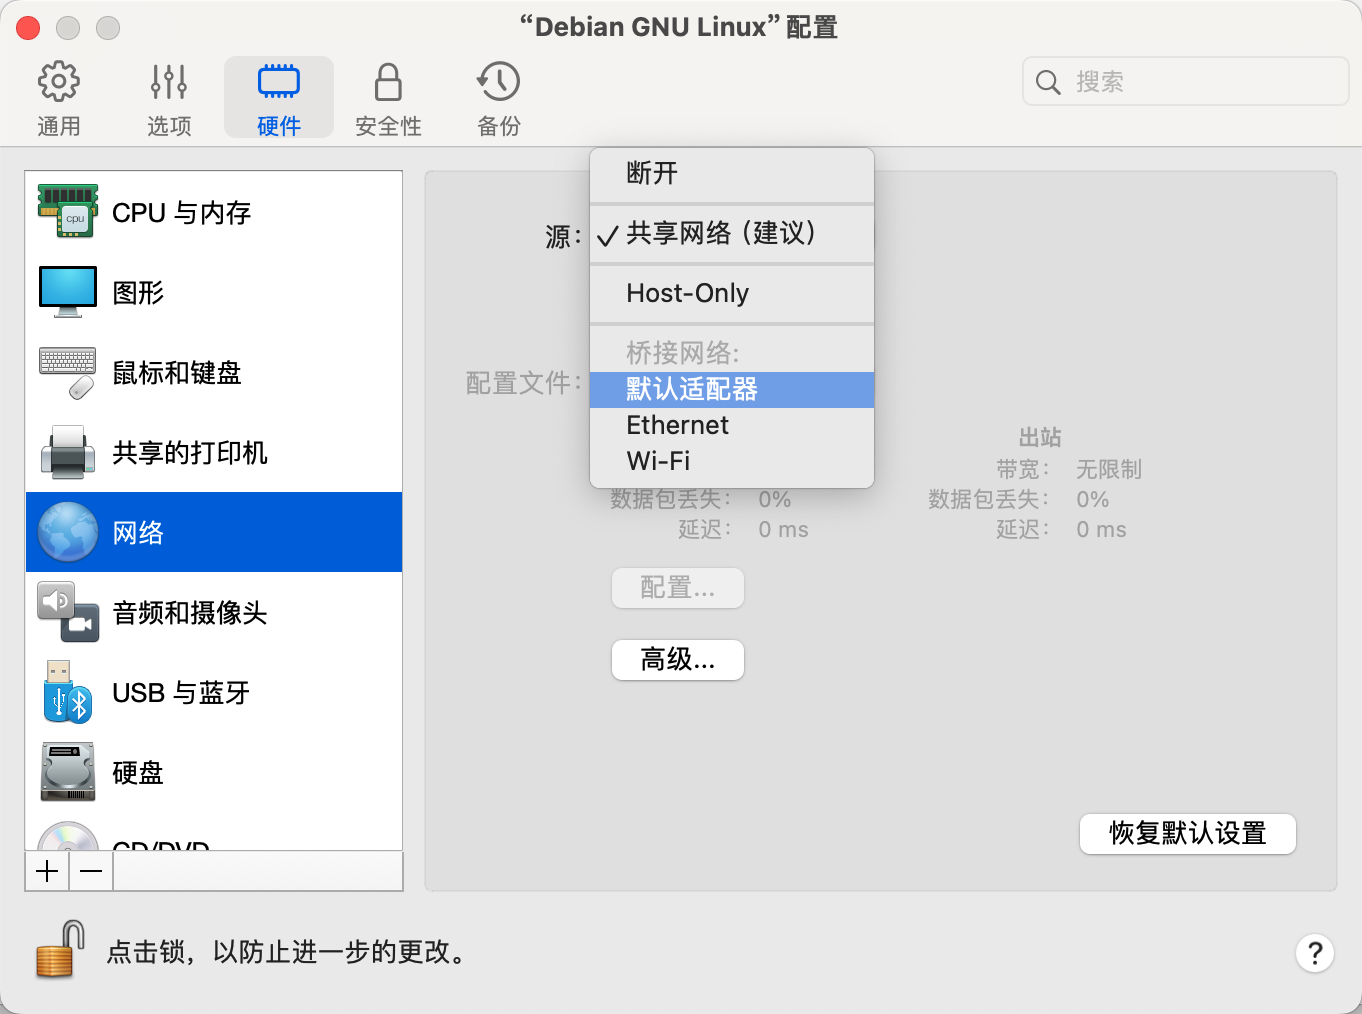 “Debian GNU Linux” 配置
通用
选项
硬件
安全性
备份
搜索
CPU 与内存
图形
鼠标和键盘
共享的打印机
网络
音频和摄像头
USB 与蓝牙
硬盘
CD/DVD
断开
源：
✓ 共享网络（建议）
Host-Only
桥接网络:
配置文件：
默认适配器
Ethernet
Wi-Fi
数据包丢失： 0%
延迟： 0 ms
出站
带宽： 无限制
数据包丢失： 0%
延迟： 0 ms
配置...
高级...
恢复默认设置
点击锁，以防止进一步的更改。
?